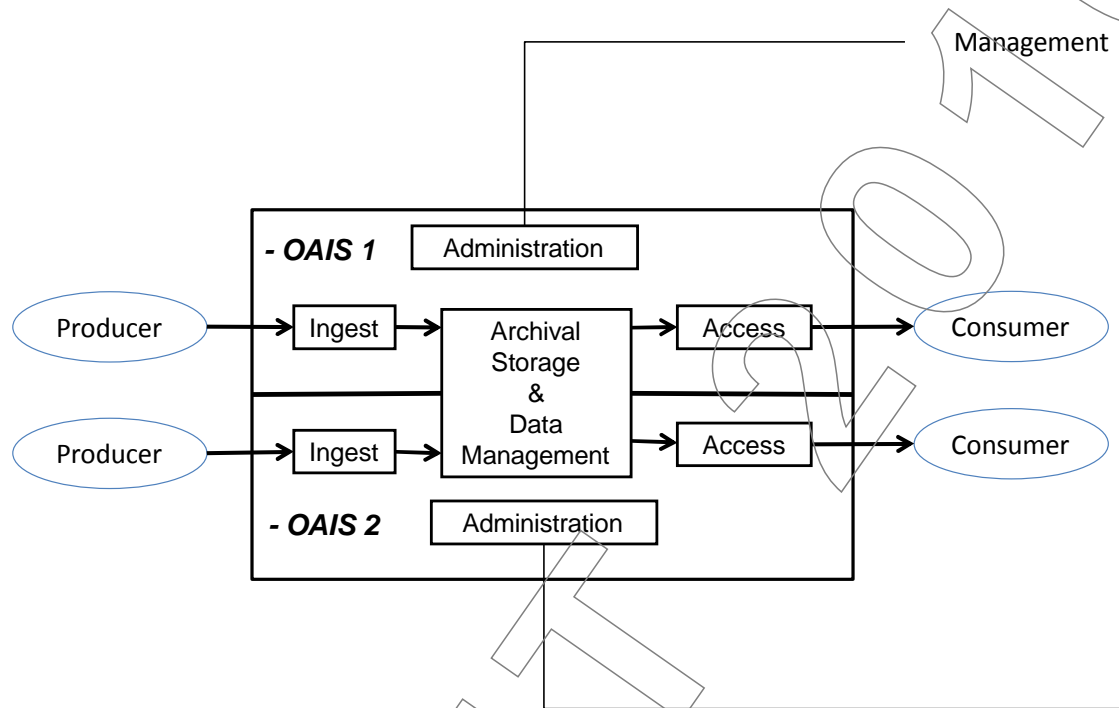 Management
- OAIS 1
Administration
Producer
Ingest
Archival
Storage
&
Data
Management
Access
Consumer
Producer
Ingest
Access
Consumer
- OAIS 2
Administration